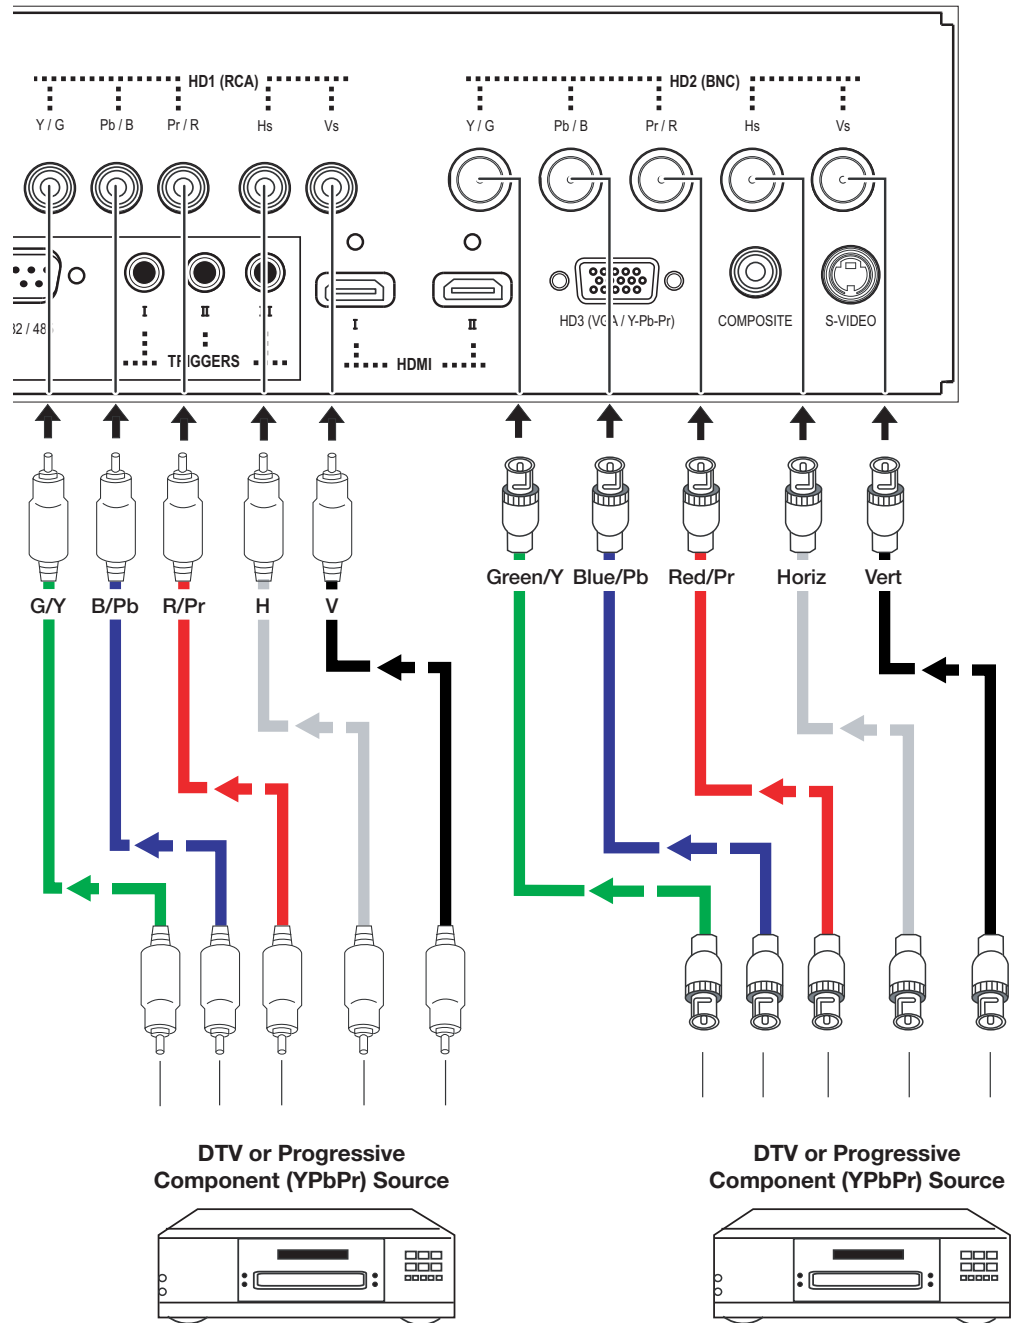 HD1 (RCA)
HD2 (BNC)
Y / G Pb / B Pr / R Hs Vs
Y / G Pb / B Pr / R Hs Vs
I II
I II
HD3 (VGA / Y-Pb-Pr)
COMPOSITE
S-VIDEO
TRIGGERS
HDMI
G/Y B/Pb R/Pr H V
Green/Y Blue/Pb Red/Pr Horiz Vert
DTV or Progressive
Component (YPbPr) Source
DTV or Progressive
Component (YPbPr) Source